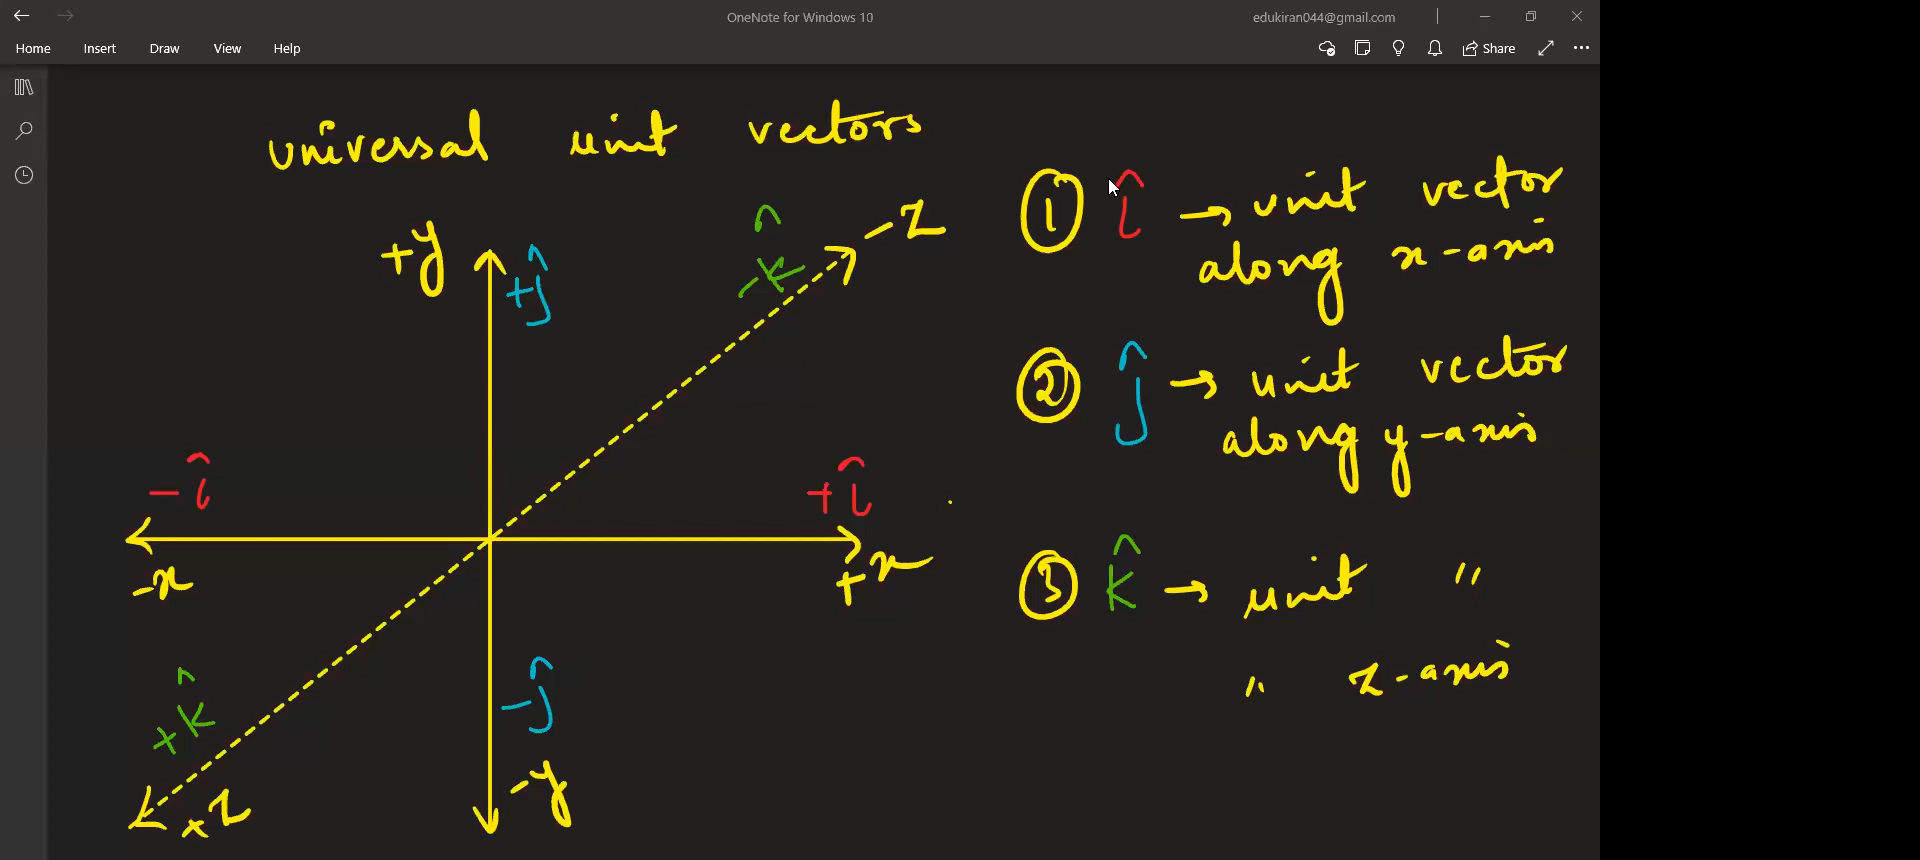 OneNote for Windows 10
edukiran044@gmail.com
Home Insert Draw View Help
Share
universal unit vectors
+y
+ĵ
-k̂
-z
-î
+î
-x
+x
+k̂
+z
-ĵ
-y
① î → unit vector
along x-axis
② ĵ → unit vector
along y-axis
③ k̂ → unit "
" z-axis